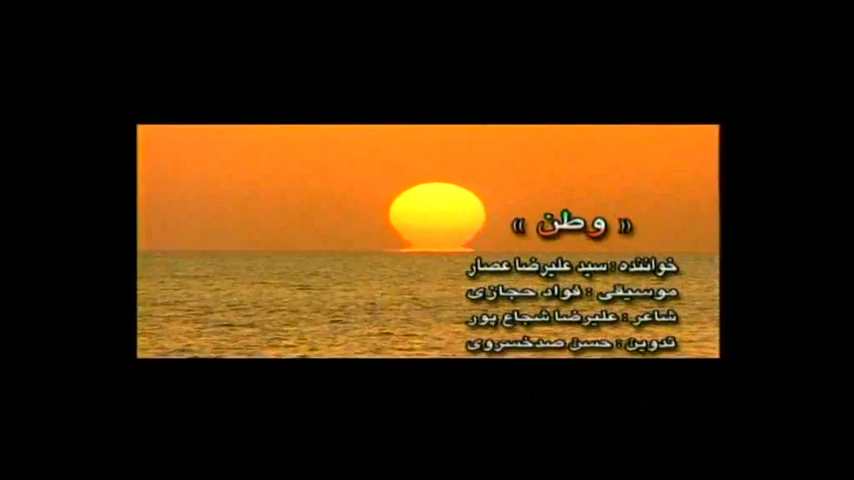 « وطن »
خواننده : سید علیرضا عصار
موسیقی : فواد حجازی
شاعر : علیرضا شجاع پور
تدوین : حسن صدخسروی